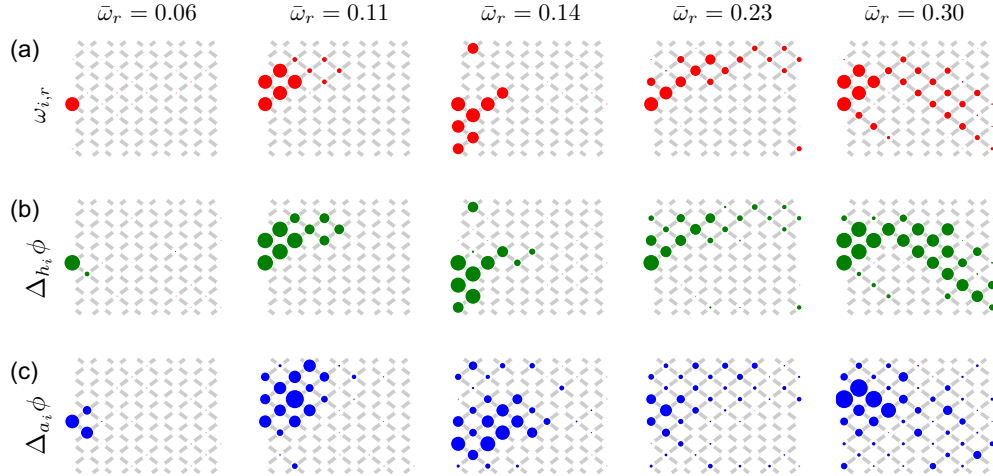 ω̄_r = 0.06 ω̄_r = 0.11 ω̄_r = 0.14 ω̄_r = 0.23 ω̄_r = 0.30
(a)
ω_{i,r}
(b)
Δ_{h_i}ϕ
(c)
Δ_{a_i}ϕ